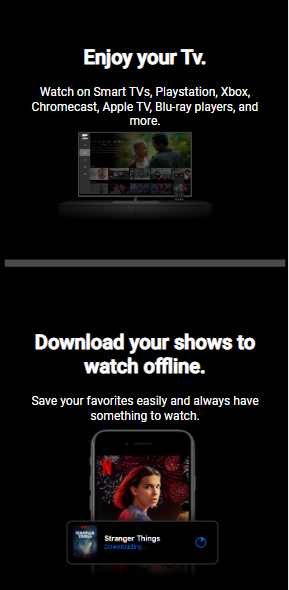 Enjoy your Tv.
Watch on Smart TVs, Playstation, Xbox,
Chromecast, Apple TV, Blu-ray players, and
more.
Download your shows to
watch offline.
Save your favorites easily and always have
something to watch.
N
STRANGER
THINGS
Stranger Things
Downloading...